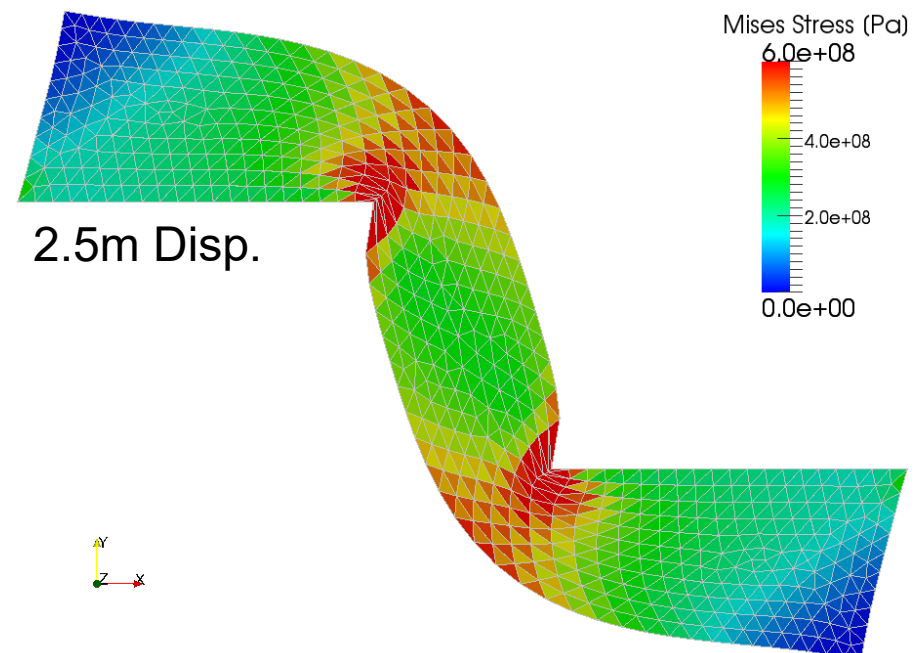 Mises Stress (Pa)
6.0e+08
4.0e+08
2.0e+08
0.0e+00
2.5m Disp.
Y
Z
X